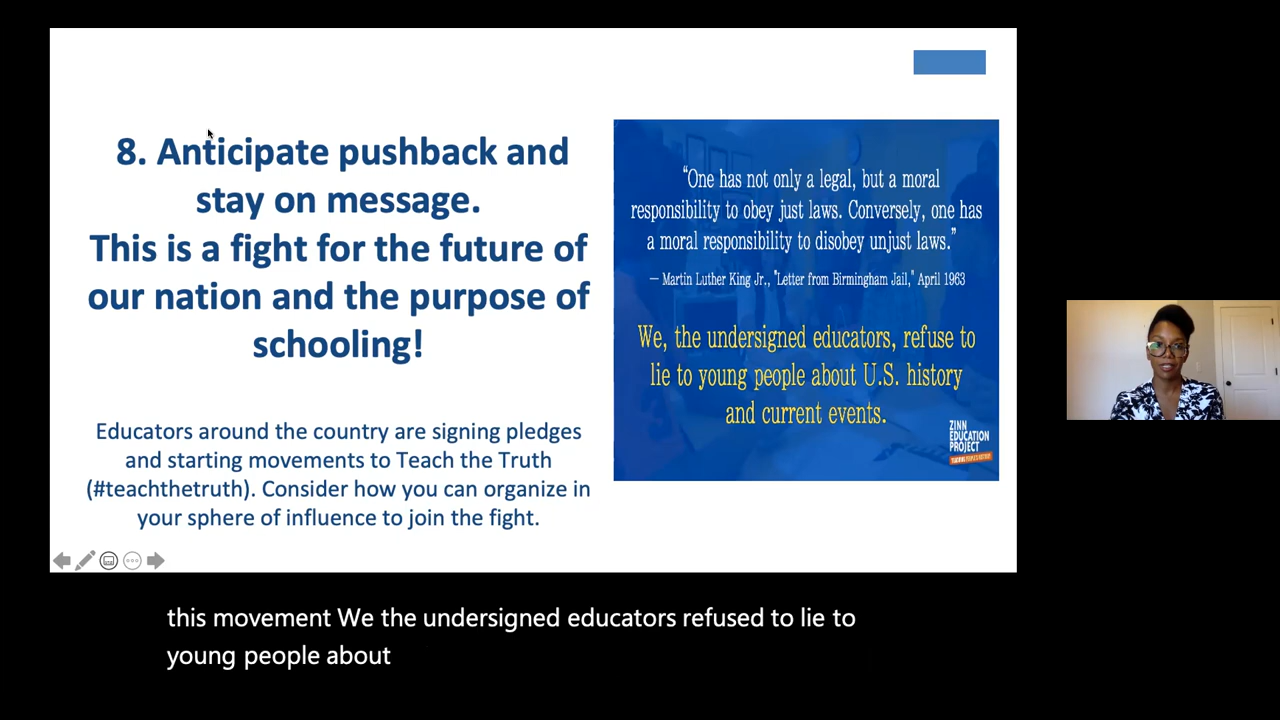 8. Anticipate pushback and
stay on message.
This is a fight for the future of
our nation and the purpose of
schooling!
Educators around the country are signing pledges
and starting movements to Teach the Truth
(#teachthetruth). Consider how you can organize in
your sphere of influence to join the fight.
“One has not only a legal, but a moral
responsibility to obey just laws. Conversely, one has
a moral responsibility to disobey unjust laws.”
— Martin Luther King Jr., "Letter from Birmingham Jail," April 1963
We, the undersigned educators, refuse to
lie to young people about U.S. history
and current events.
ZINN
EDUCATION
PROJECT
this movement We the undersigned educators refused to lie to
young people about